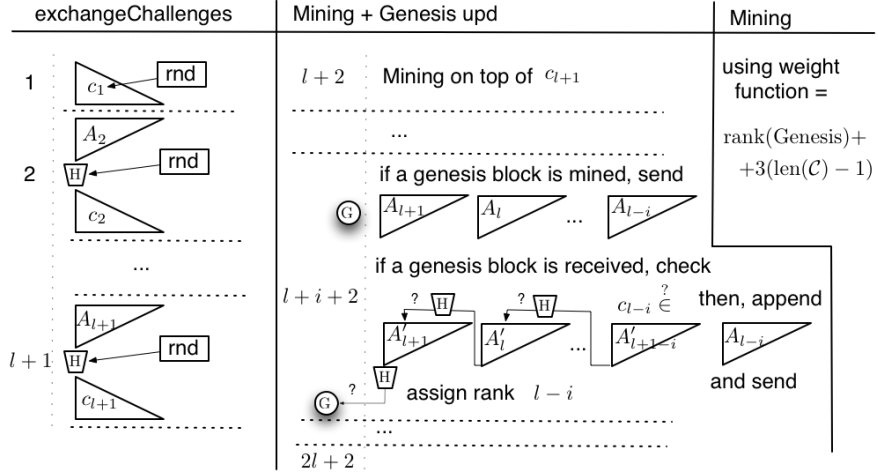 exchangeChallenges
1
c_1
rnd
A_2
2
H
rnd
c_2
...
A_{l+1}
l + 1
H
rnd
c_{l+1}
Mining + Genesis upd
l + 2
Mining on top of c_{l+1}
...
if a genesis block is mined, send
G
A_{l+1}
A_l
...
A_{l-i}
if a genesis block is received, check
l + i + 2
?
H
?
H
c_{l-i} ∈^?
then, append
A'_{l+1}
A'_l
...
A'_{l+1-i}
A_{l-i}
H
and send
G
?
assign rank l − i
...
2l + 2
Mining
using weight
function =
rank(Genesis)+
+3(len(𝒞) − 1)